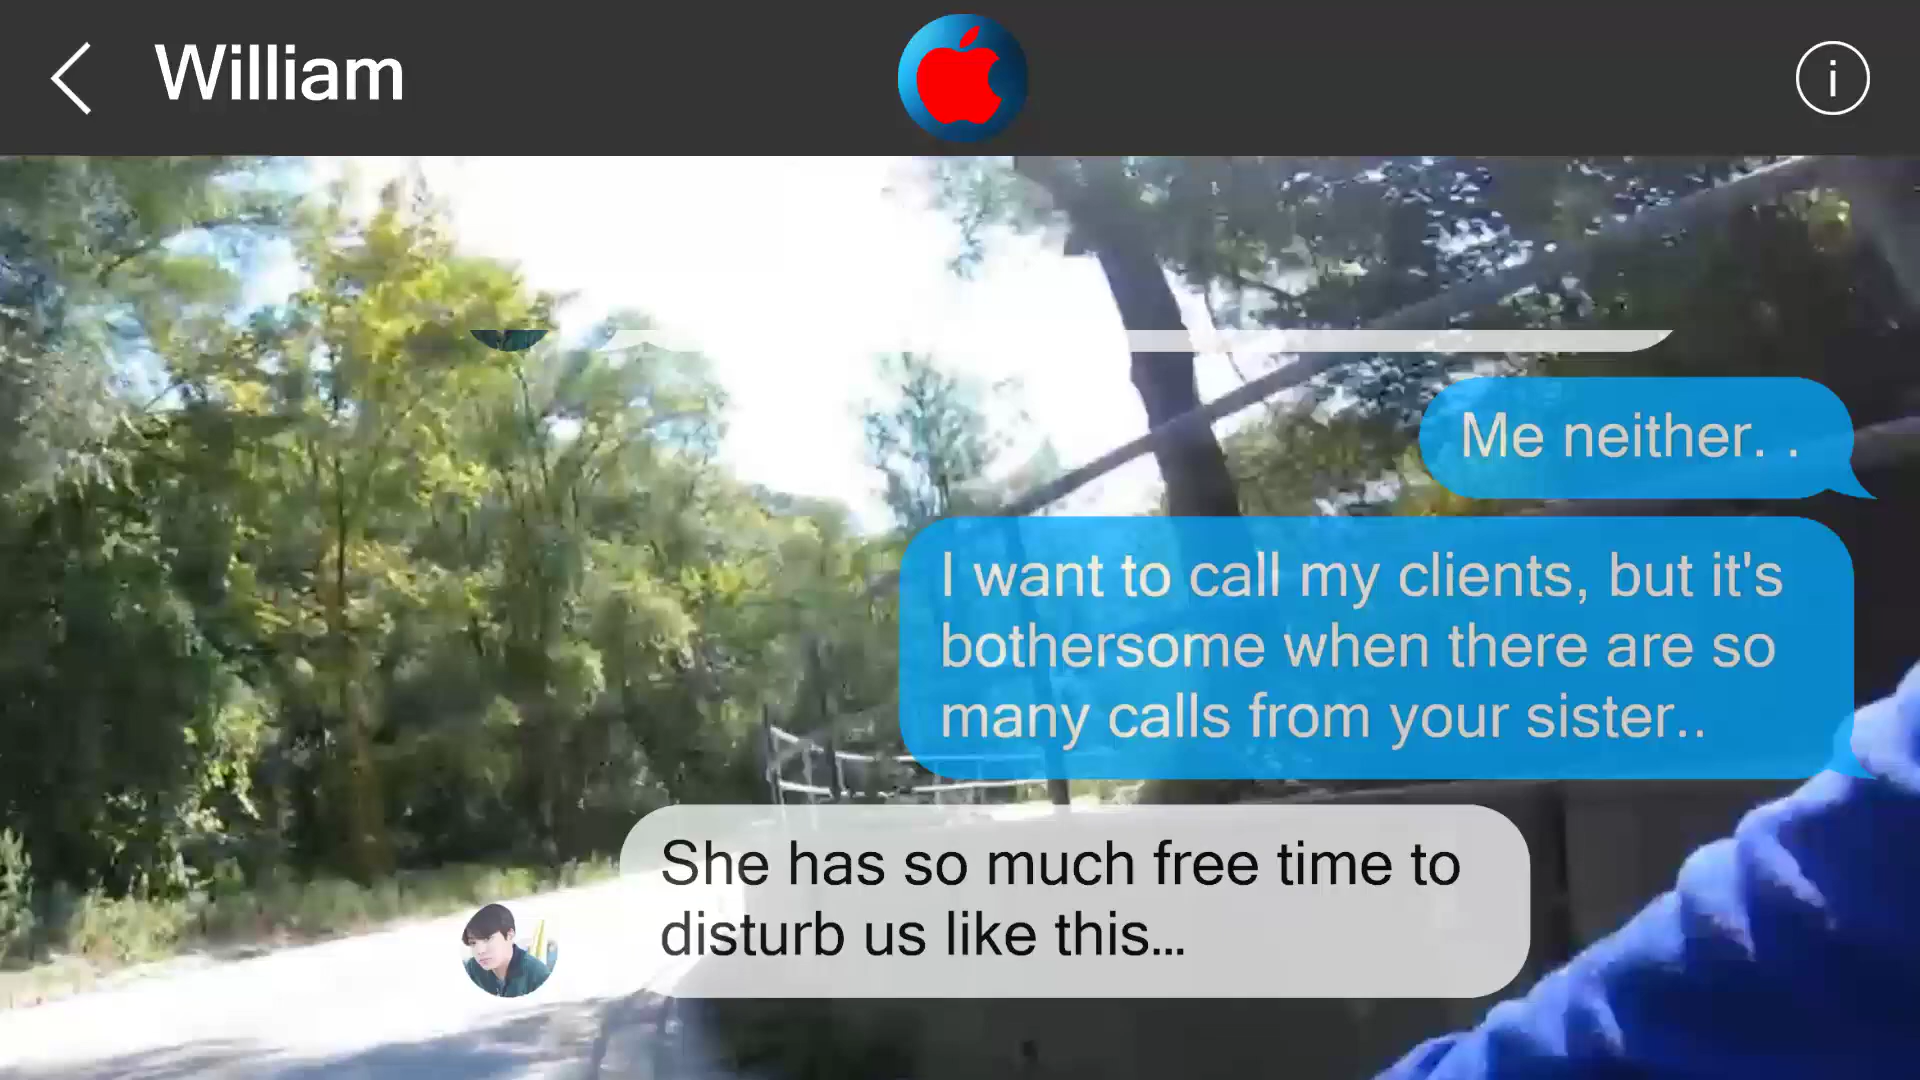 William
i
Me neither. .
I want to call my clients, but it's
bothersome when there are so
many calls from your sister..
She has so much free time to
disturb us like this...